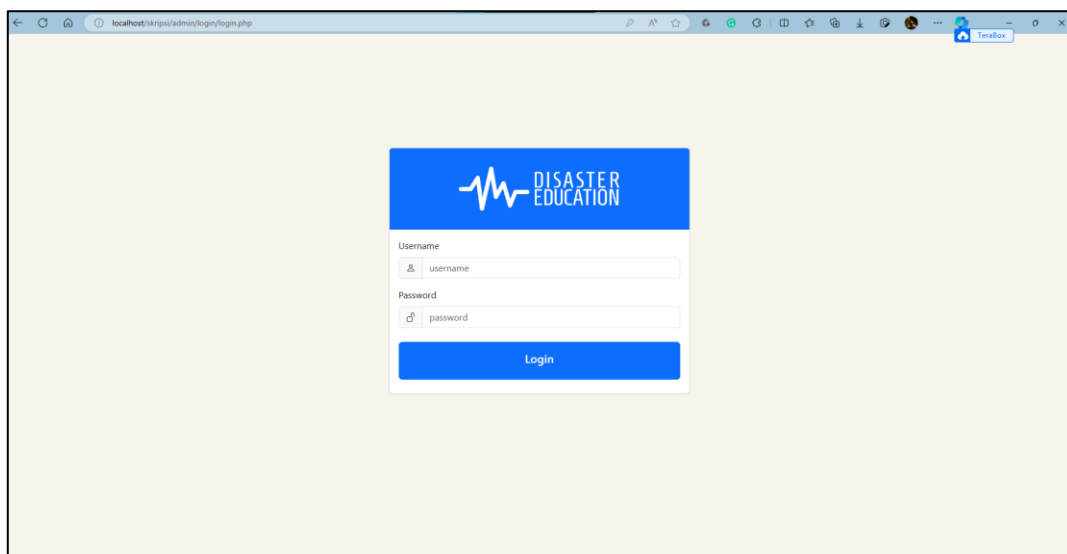 localhost/skripsi/admin/login/login.php
TeraBox
DISASTER
EDUCATION
Username
username
Password
password
Login